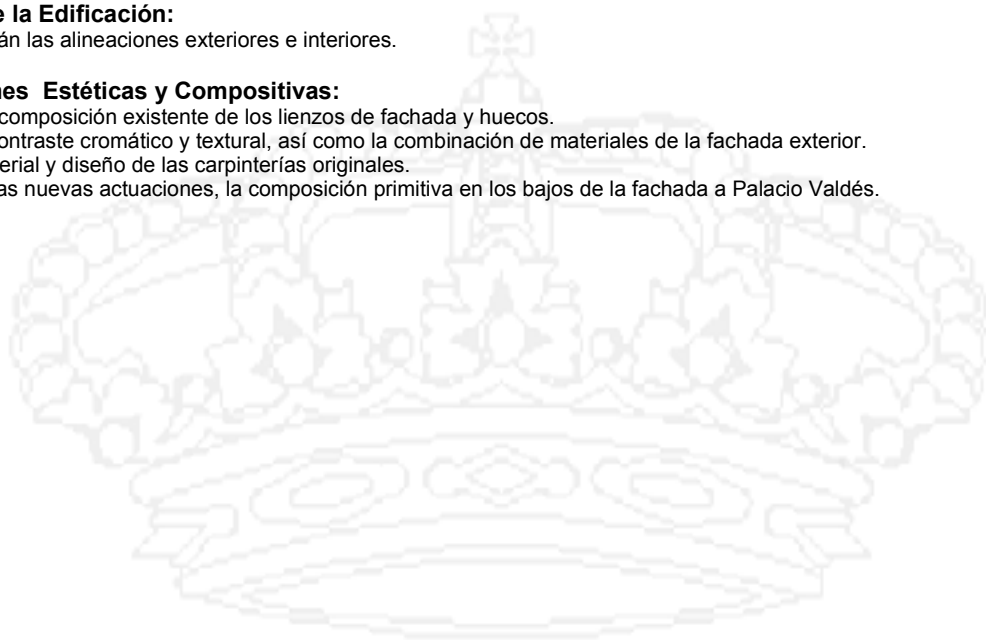 e la Edificación:
án las alineaciones exteriores e interiores.
nes Estéticas y Compositivas:
composición existente de los lienzos de fachada y huecos.
ontraste cromático y textural, así como la combinación de materiales de la fachada exterior.
erial y diseño de las carpinterías originales.
as nuevas actuaciones, la composición primitiva en los bajos de la fachada a Palacio Valdés.